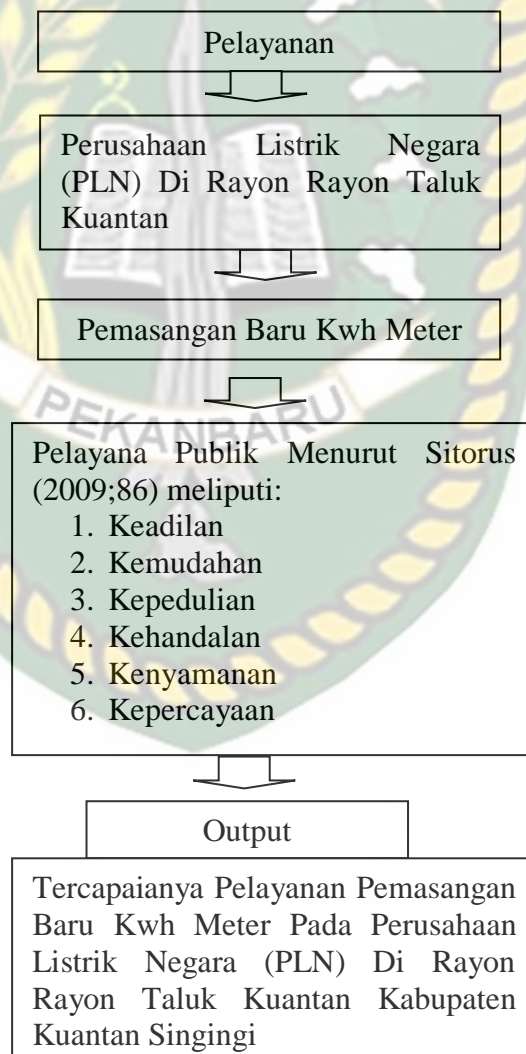 Pelayanan
Perusahaan Listrik Negara
(PLN) Di Rayon Rayon Taluk
Kuantan
Pemasangan Baru Kwh Meter
PEKANBARU
Pelayana Publik Menurut Sitorus
(2009;86) meliputi:
1. Keadilan
2. Kemudahan
3. Kepedulian
4. Kehandalan
5. Kenyamanan
6. Kepercayaan
Output
Tercapaianya Pelayanan Pemasangan
Baru Kwh Meter Pada Perusahaan
Listrik Negara (PLN) Di Rayon
Rayon Taluk Kuantan Kabupaten
Kuantan Singingi